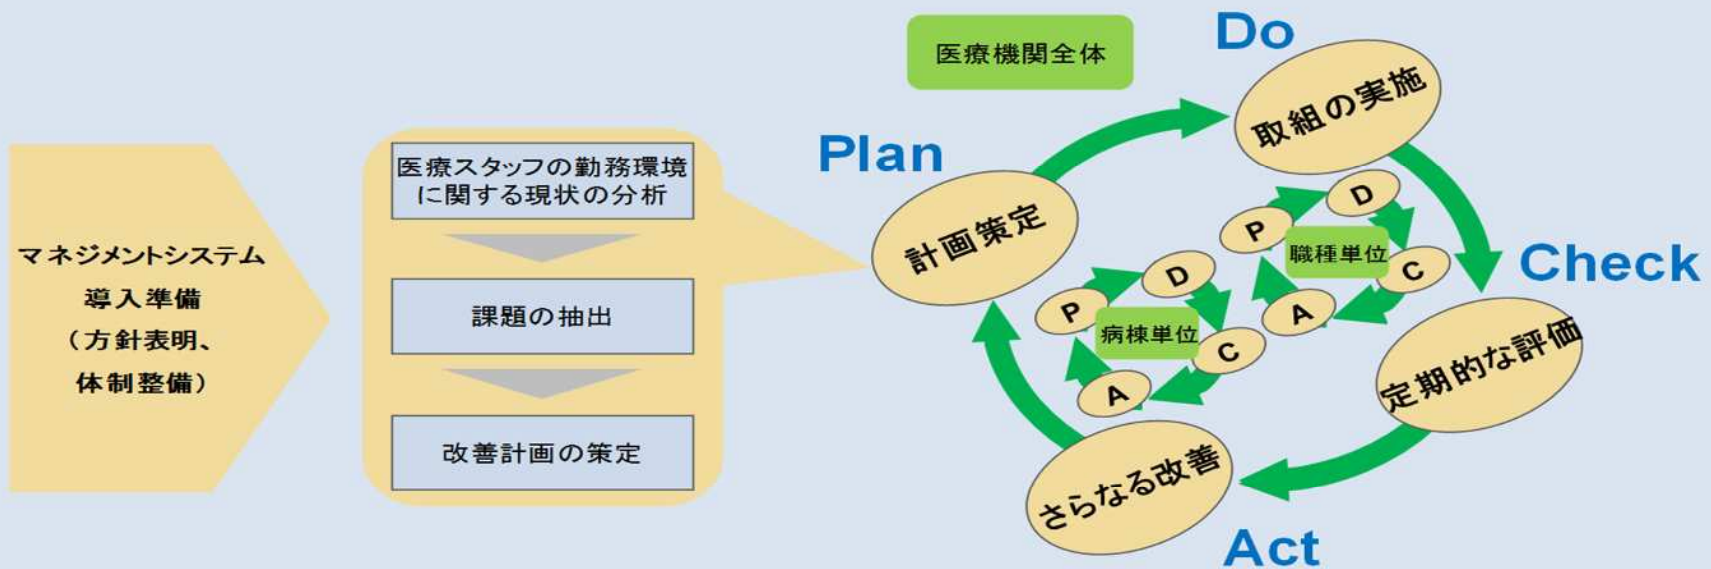 マネジメントシステム
導入準備
（方針表明、
体制整備）
医療スタッフの勤務環境
に関する現状の分析
課題の抽出
改善計画の策定
医療機関全体
Plan
計画策定
Do
取組の実施
Check
定期的な評価
Act
さらなる改善
職種単位
P
D
C
A
病棟単位
P
D
C
A